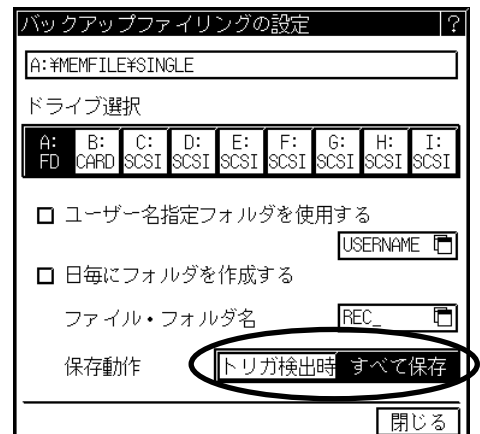 バックアップファイリングの設定 ?
A:¥MEMFILE¥SINGLE
ドライブ選択
A: B: C: D: E: F: G: H: I:
FD CARD SCSI SCSI SCSI SCSI SCSI SCSI SCSI
ユーザー名指定フォルダを使用する
USERNAME
日毎にフォルダを作成する
ファイル・フォルダ名 REC_
保存動作 トリガ検出時 すべて保存
閉じる